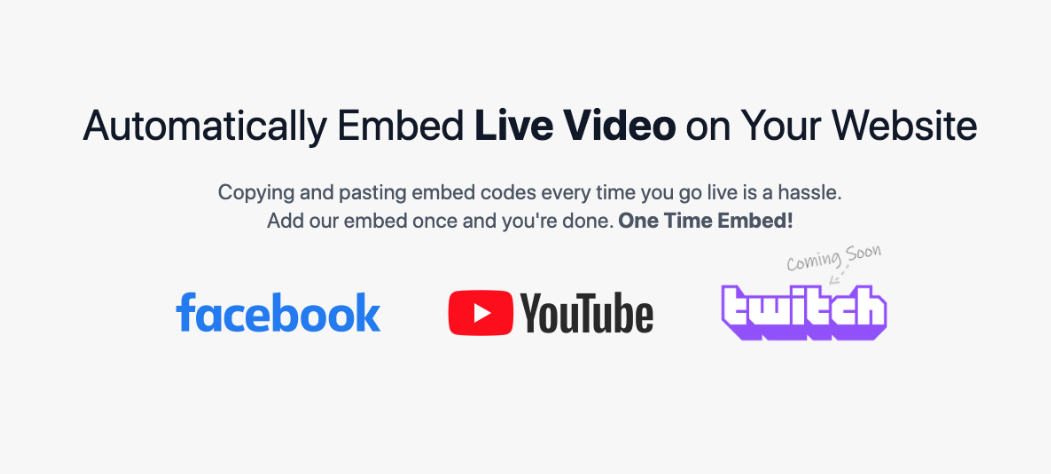 Automatically Embed Live Video on Your Website
Copying and pasting embed codes every time you go live is a hassle.
Add our embed once and you're done. One Time Embed!
Coming Soon
facebook YouTube twitch